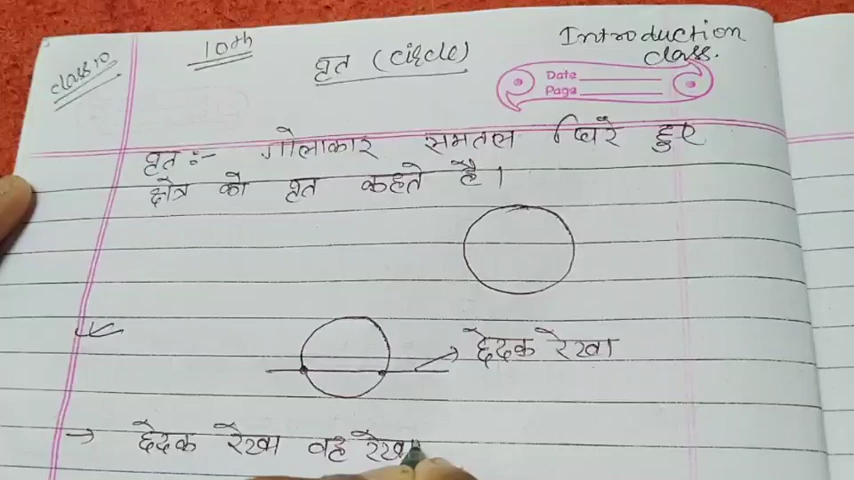 class 10
10th
वृत (Circle)
Introduction
class.
Date
Page
वृत :- गोलाकार समतल घिरे हुए
क्षेत्र को वृत कहते है।
छेदक रेखा
→ छेदक रेखा वह रेखा